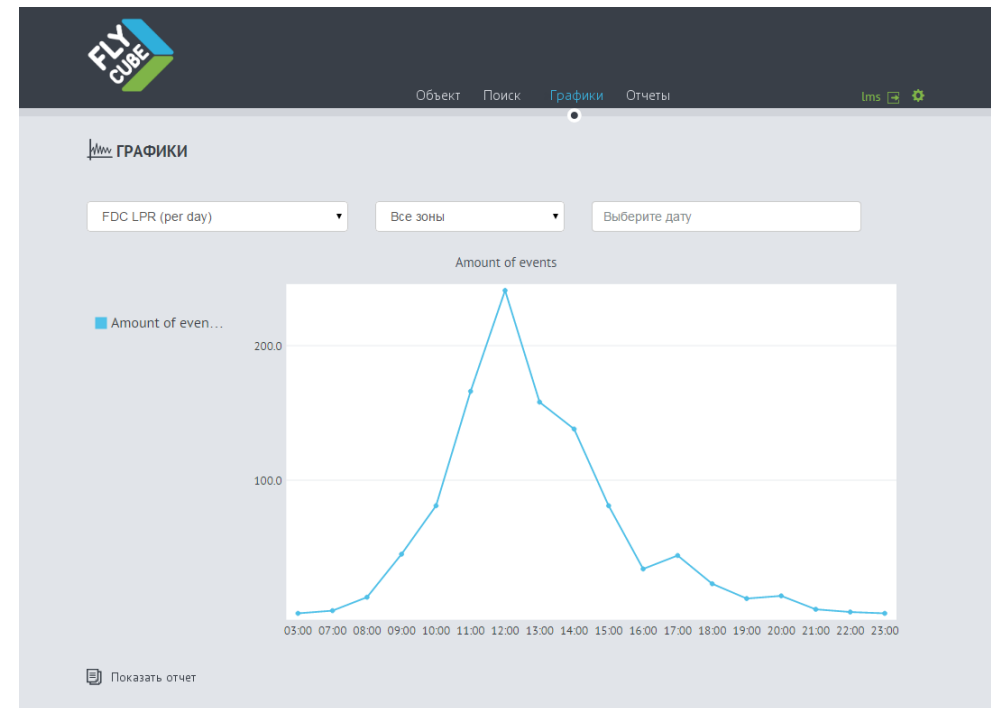 FLY
CUBE
Объект Поиск Графики Отчеты lms
ГРАФИКИ
FDC LPR (per day) Все зоны Выберите дату
Amount of events
Amount of even...
200.0
100.0
03:00 07:00 08:00 09:00 10:00 11:00 12:00 13:00 14:00 15:00 16:00 17:00 18:00 19:00 20:00 21:00 22:00 23:00
Показать отчет